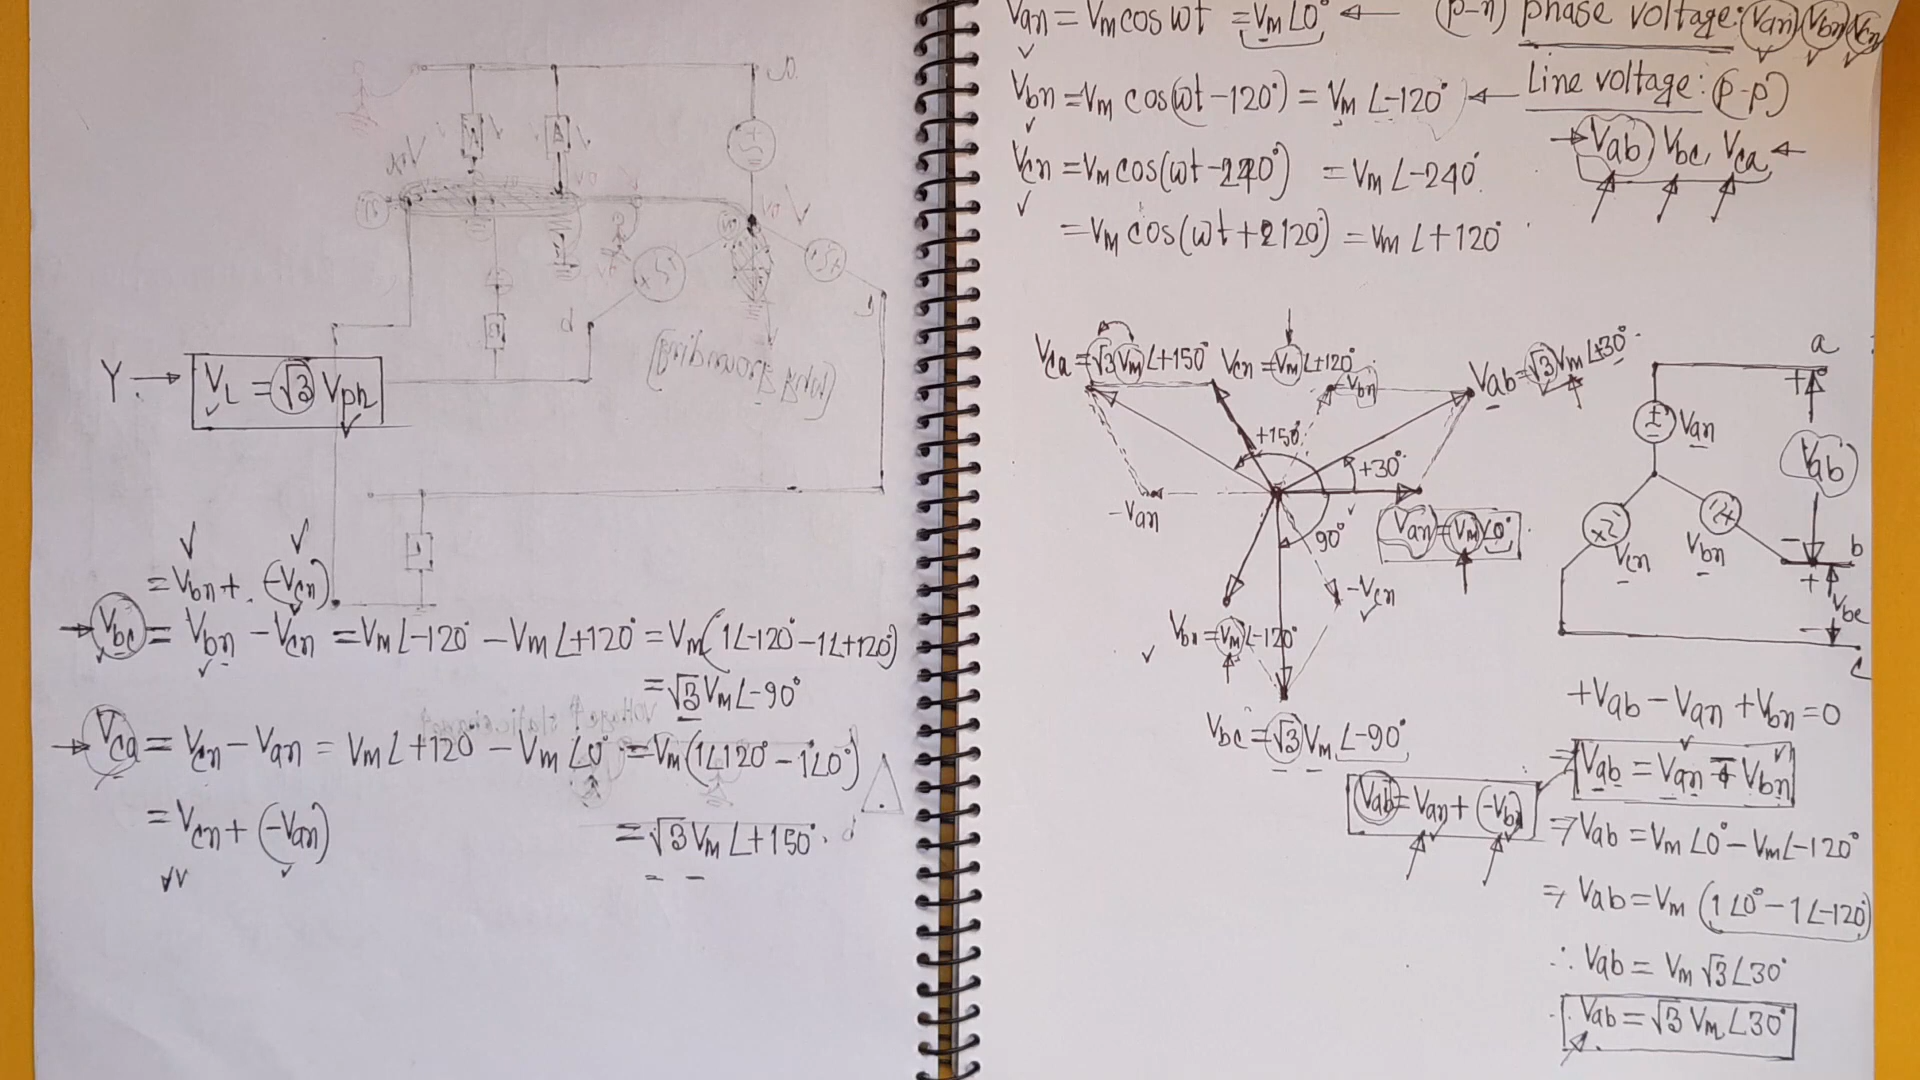 Y → V_L = √3 V_ph
= Vbn + (-Vcn)
→ Vbc = Vbn - Vcn = Vm∠-120° - Vm∠+120° = Vm(1∠-120° - 1∠+120°)
= √3 Vm∠-90°
→ Vca = Vcn - Van = Vm∠+120° - Vm∠0° = Vm(1∠120° - 1∠0°)
= Vcn + (-Van)
= √3 Vm∠+150°
Van = Vm cos ωt = Vm∠0° ← (p-n) phase voltage: Van, Vbn, Vcn
Vbn = Vm cos(ωt - 120°) = Vm∠-120° ← Line voltage: (p-p)
→ Vab, Vbc, Vca ←
Vcn = Vm cos(ωt - 240°) = Vm∠-240°
= Vm cos(ωt + 120°) = Vm∠+120°
Vca = √3 Vm∠+150°
Vcn = Vm∠+120°
-Vbn
Vab = √3 Vm∠+30°
+150°
+30°
-Van
90°
Van = Vm∠0°
-Vcn
Vbn = Vm∠-120°
Vbc = √3 Vm∠-90°
a
+
Van
Vab
Vcn
Vbn
-
b
+
Vbc
-
c
+Vab - Van + Vbn = 0
⇒ Vab = Van - Vbn
Vab = Van + (-Vbn)
⇒ Vab = Vm∠0° - Vm∠-120°
⇒ Vab = Vm (1∠0° - 1∠-120°)
∴ Vab = Vm √3∠30°
∴ Vab = √3 Vm∠30°